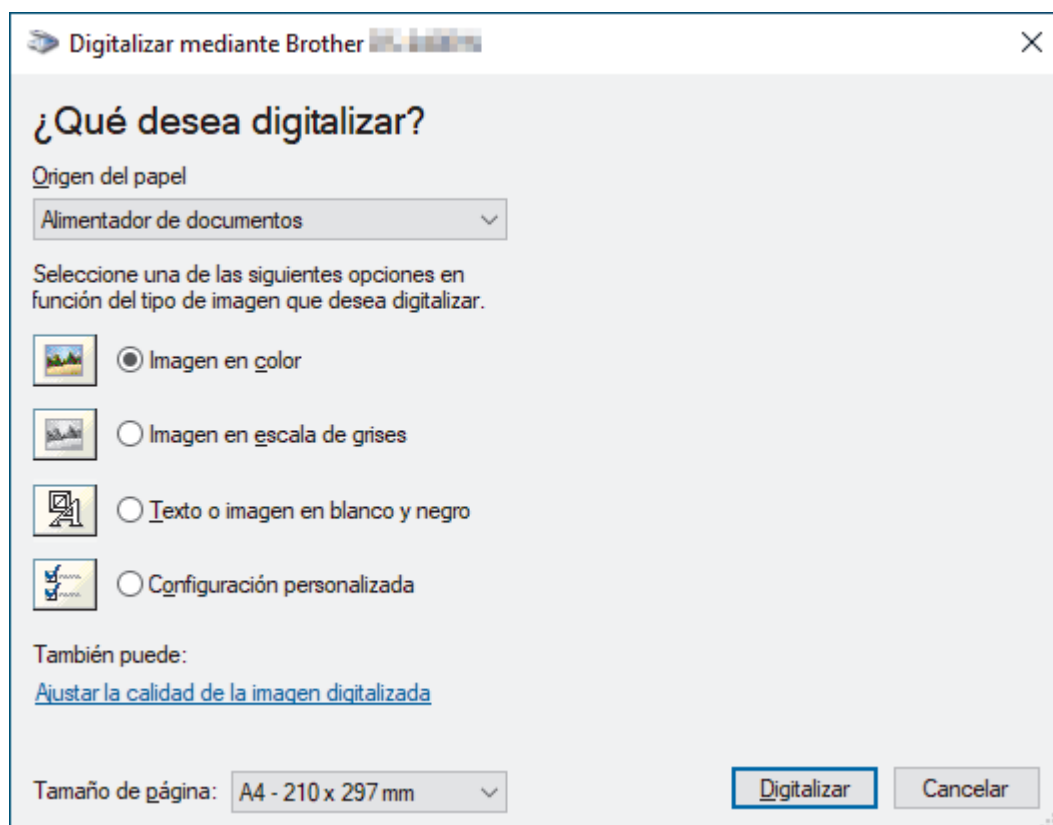 Digitalizar mediante Brother
¿Qué desea digitalizar?
Origen del papel
Alimentador de documentos
Seleccione una de las siguientes opciones en
función del tipo de imagen que desea digitalizar.
Imagen en color
Imagen en escala de grises
Texto o imagen en blanco y negro
Configuración personalizada
También puede:
Ajustar la calidad de la imagen digitalizada
Tamaño de página: A4 - 210 x 297 mm Digitalizar Cancelar